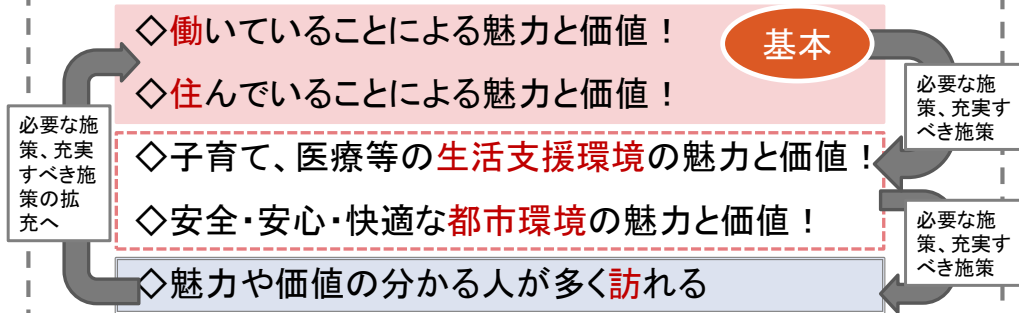 ◇働いていることによる魅力と価値！
基本
◇住んでいることによる魅力と価値！
必要な施
策、充実す
べき施策
必要な施
策、充実
すべき施
策の拡
充へ
◇子育て、医療等の生活支援環境の魅力と価値！
◇安全・安心・快適な都市環境の魅力と価値！
必要な施
策、充実す
べき施策
◇魅力や価値の分かる人が多く訪れる